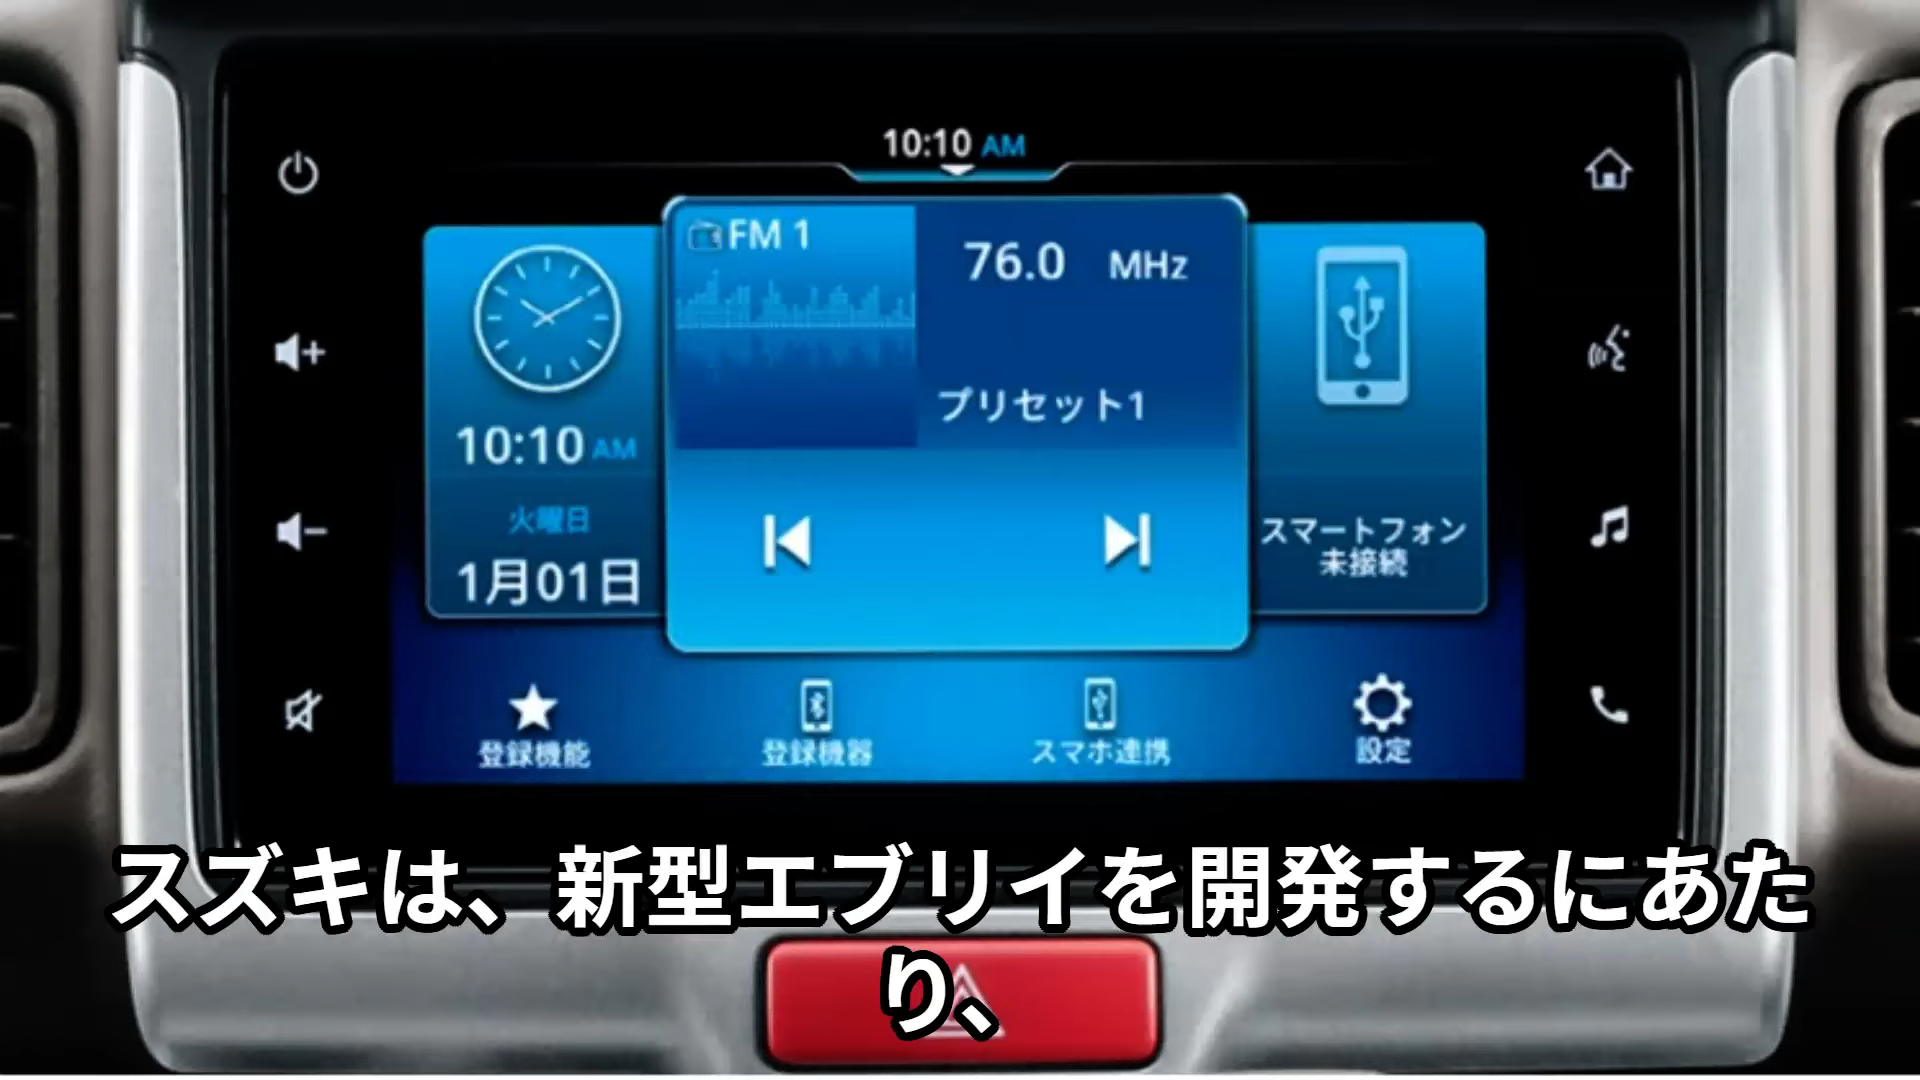 10:10 AM
FM 1
76.0 MHz
プリセット1
10:10 AM
火曜日
1月01日
スマートフォン
未接続
登録機能
登録機器
スマホ連携
設定
スズキは、新型エブリイを開発するにあた
り、